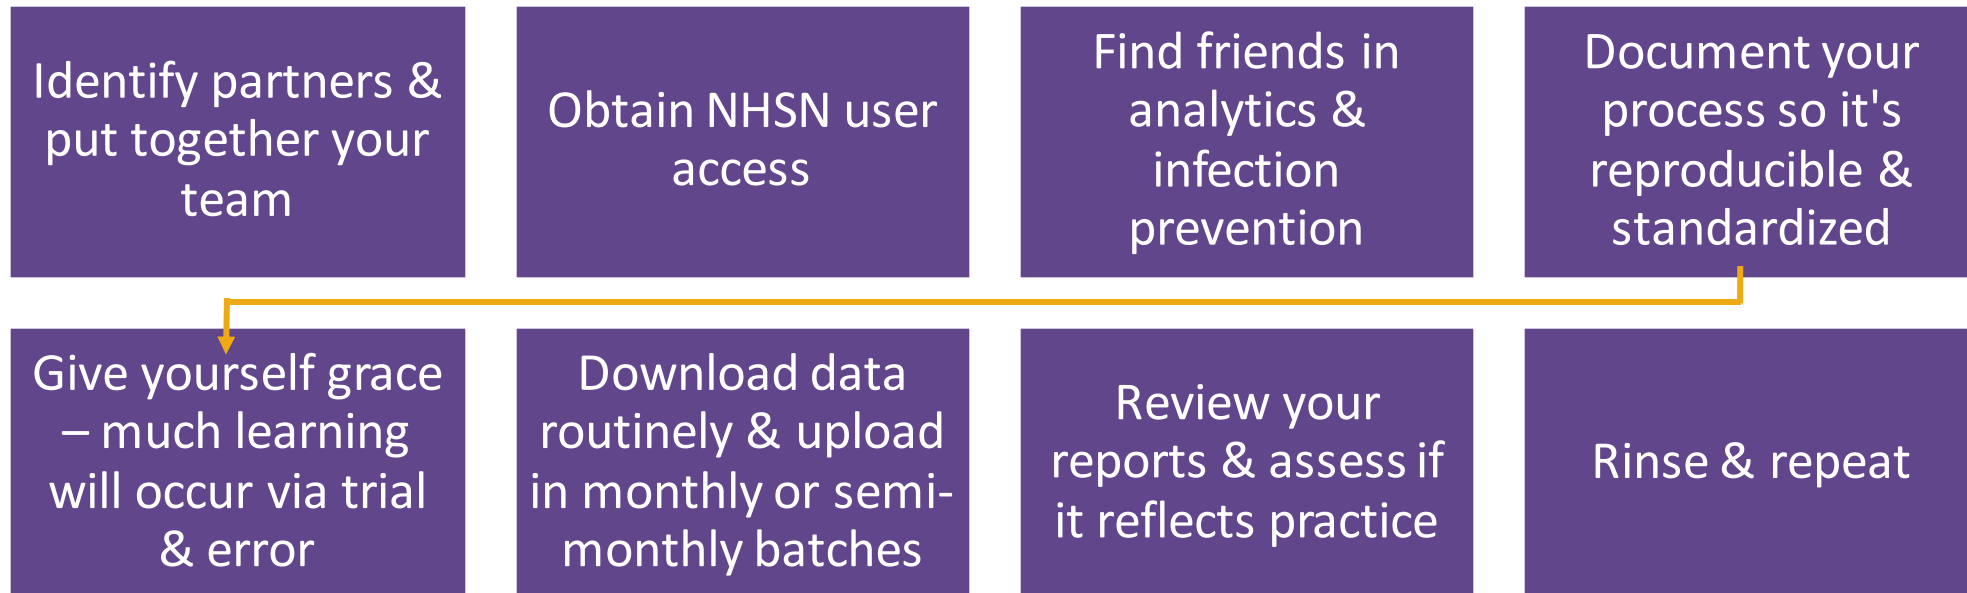 Identify partners &
put together your
team
Obtain NHSN user
access
Find friends in
analytics &
infection
prevention
Document your
process so it's
reproducible &
standardized
Give yourself grace
– much learning
will occur via trial
& error
Download data
routinely & upload
in monthly or semi-
monthly batches
Review your
reports & assess if
it reflects practice
Rinse & repeat